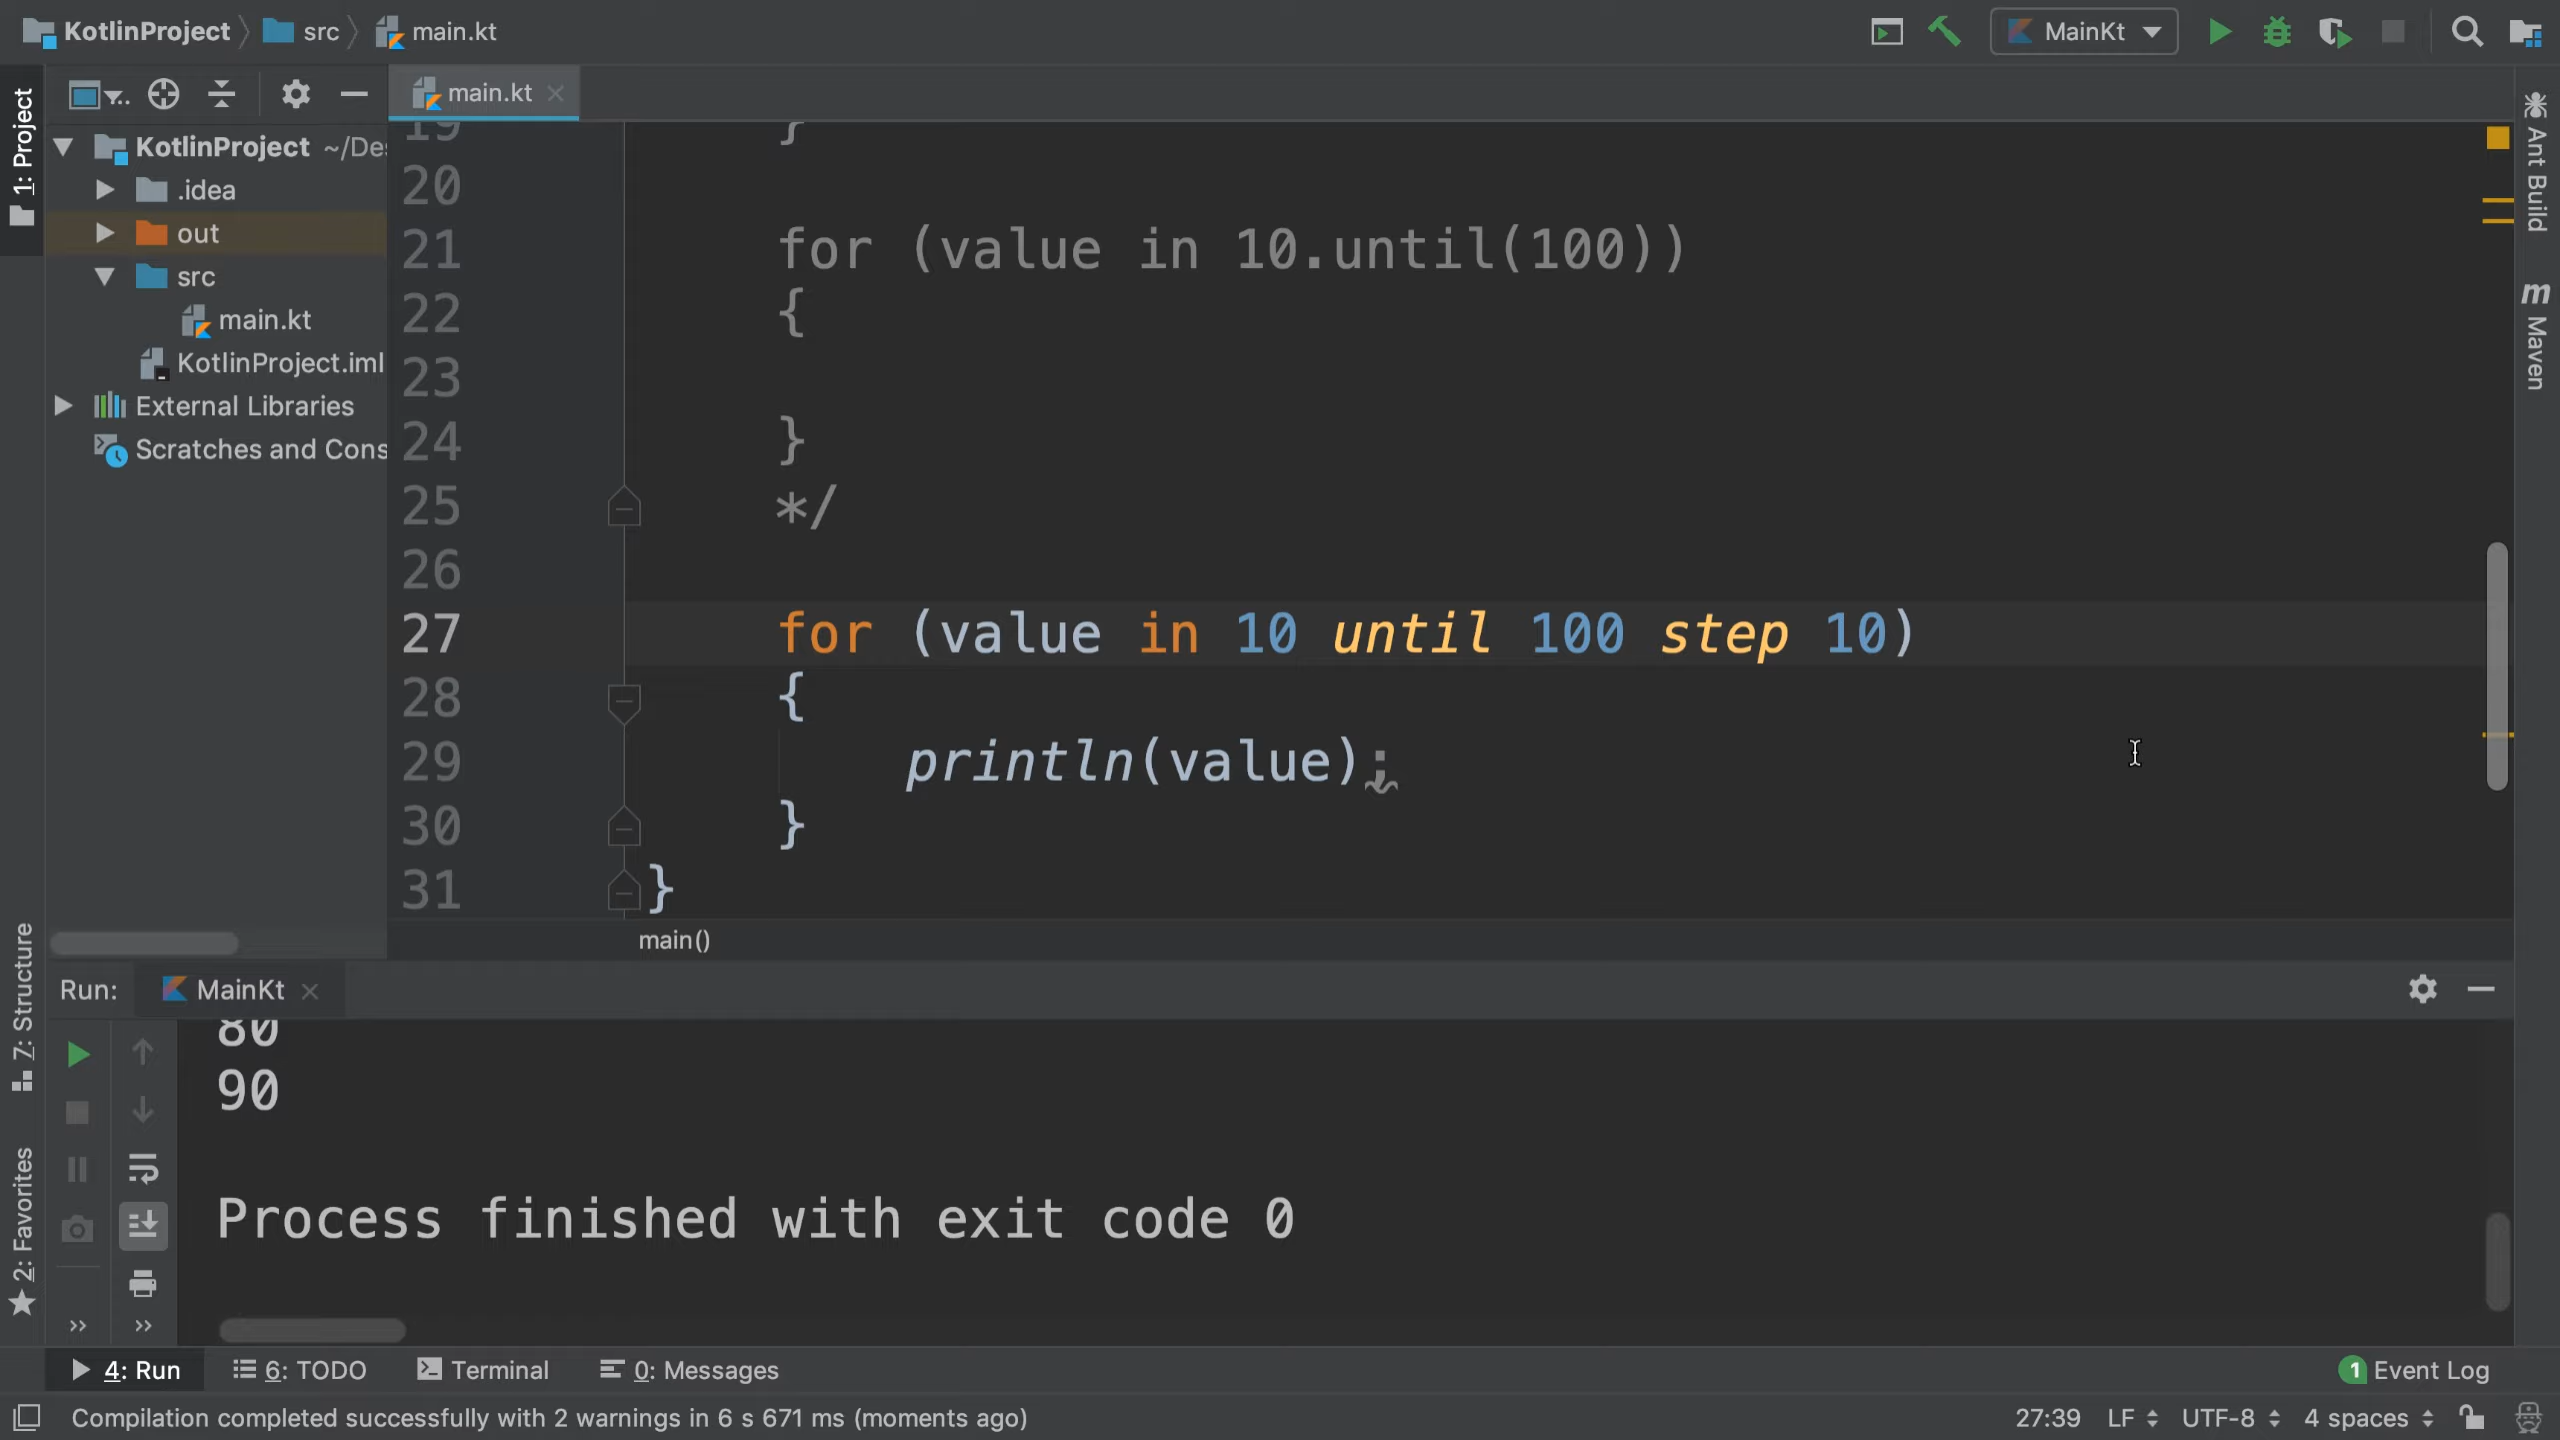 KotlinProject src main.kt MainKt
1: Project
main.kt
KotlinProject ~/Des
.idea
out
src
main.kt
KotlinProject.iml
External Libraries
Scratches and Cons
19 }
20
21 for (value in 10.until(100))
22 {
23
24 }
25 */
26
27 for (value in 10 until 100 step 10)
28 {
29 println(value);
30 }
31 }
main()
Ant Build
m Maven
7: Structure
2: Favorites
Run: MainKt
80
90
Process finished with exit code 0
4: Run 6: TODO Terminal 0: Messages 1 Event Log
Compilation completed successfully with 2 warnings in 6 s 671 ms (moments ago) 27:39 LF UTF-8 4 spaces